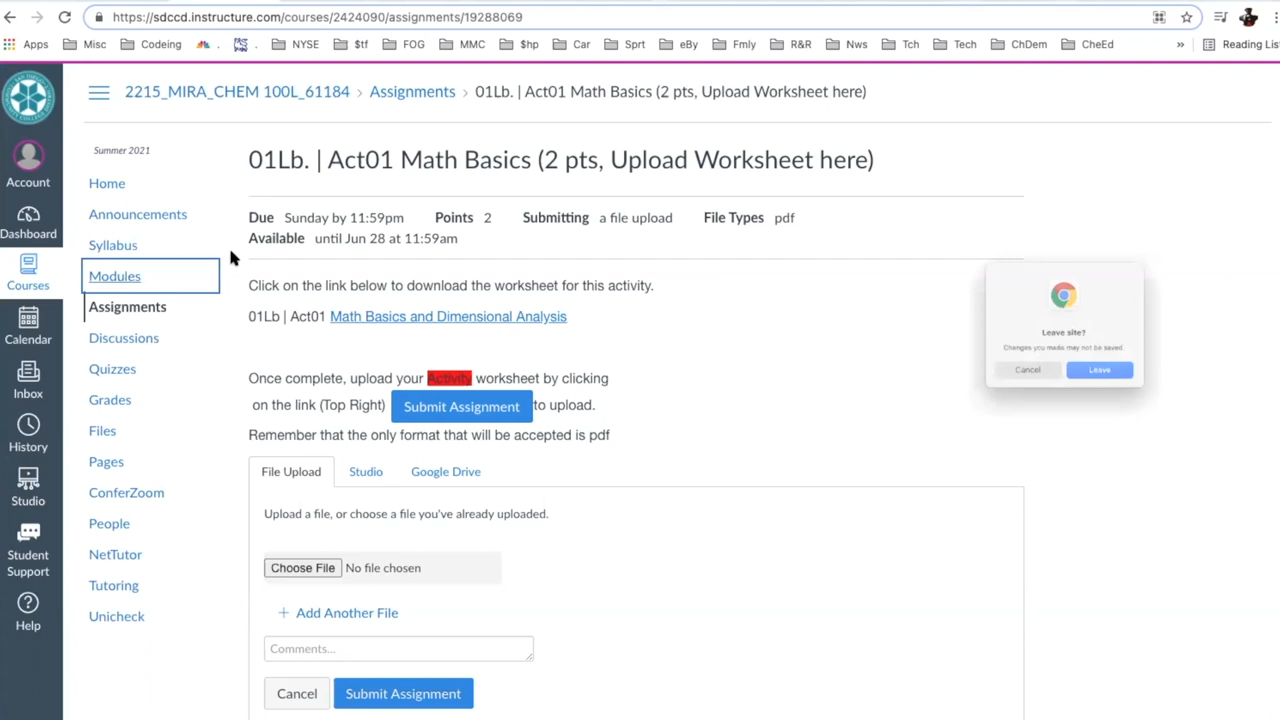 https://sdccd.instructure.com/courses/2424090/assignments/19288069
Apps Misc Codeing . . NYSE $tf FOG MMC $hp Car Sprt eBy Fmly R&R Nws Tch Tech ChDem CheEd » Reading List
2215_MIRA_CHEM 100L_61184 › Assignments › 01Lb. | Act01 Math Basics (2 pts, Upload Worksheet here)
Account
Dashboard
Courses
Calendar
Inbox
History
Studio
Student
Support
Help
Summer 2021
Home
Announcements
Syllabus
Modules
Assignments
Discussions
Quizzes
Grades
Files
Pages
ConferZoom
People
NetTutor
Tutoring
Unicheck
01Lb. | Act01 Math Basics (2 pts, Upload Worksheet here)
Due Sunday by 11:59pm Points 2 Submitting a file upload File Types pdf
Available until Jun 28 at 11:59am
Click on the link below to download the worksheet for this activity.
01Lb | Act01 Math Basics and Dimensional Analysis
Once complete, upload your Activity worksheet by clicking
on the link (Top Right) Submit Assignment to upload.
Remember that the only format that will be accepted is pdf
File Upload Studio Google Drive
Upload a file, or choose a file you've already uploaded.
Choose File No file chosen
+ Add Another File
Comments...
Cancel Submit Assignment
Leave site?
Changes you made may not be saved.
Cancel Leave